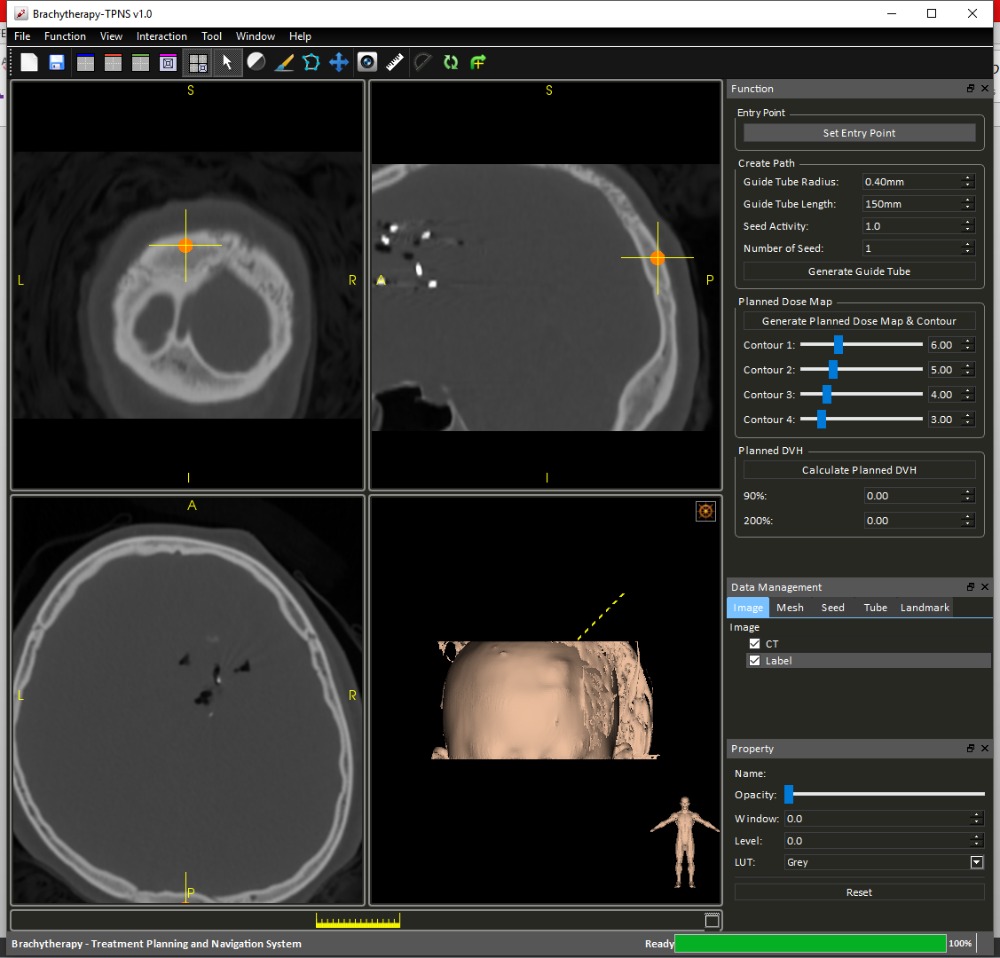 Brachytherapy-TPNS v1.0
File Function View Interaction Tool Window Help
S
L
R
I
S
A
P
I
A
L
R
P
Function
Entry Point
Set Entry Point
Create Path
Guide Tube Radius: 0.40mm
Guide Tube Length: 150mm
Seed Activity: 1.0
Number of Seed: 1
Generate Guide Tube
Planned Dose Map
Generate Planned Dose Map & Contour
Contour 1: 6.00
Contour 2: 5.00
Contour 3: 4.00
Contour 4: 3.00
Planned DVH
Calculate Planned DVH
90%: 0.00
200%: 0.00
Data Management
Image Mesh Seed Tube Landmark
Image
CT
Label
Property
Name:
Opacity:
Window: 0.0
Level: 0.0
LUT: Grey
Reset
Brachytherapy - Treatment Planning and Navigation System
Ready 100%